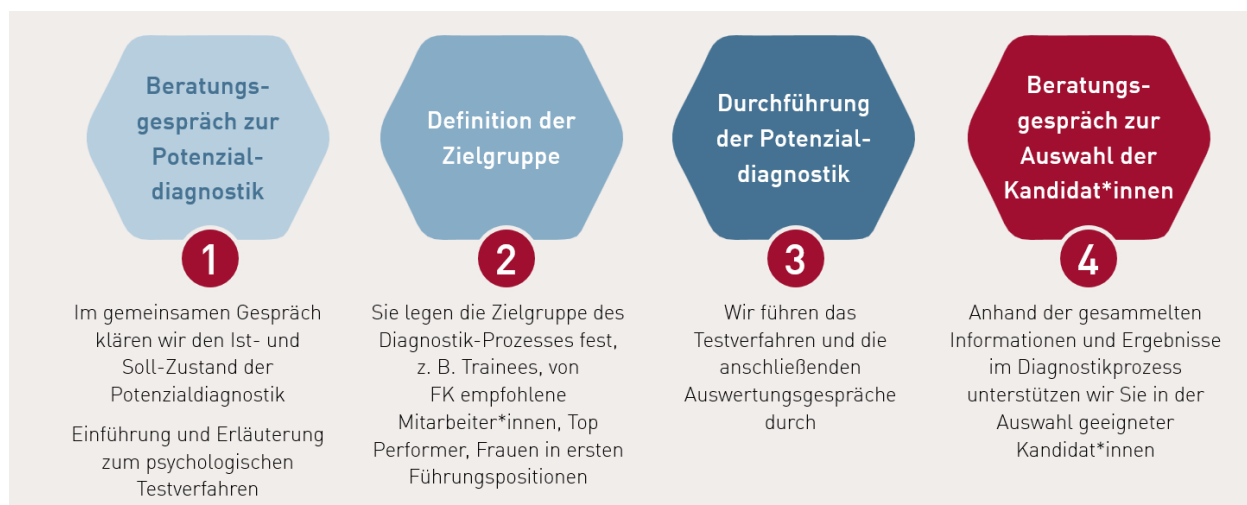 Beratungs-
gespräch zur
Potenzial-
diagnostik
1
Im gemeinsamen Gespräch
klären wir den Ist- und
Soll-Zustand der
Potenzialdiagnostik
Einführung und Erläuterung
zum psychologischen
Testverfahren
Definition der
Zielgruppe
2
Sie legen die Zielgruppe des
Diagnostik-Prozesses fest,
z. B. Trainees, von
FK empfohlene
Mitarbeiter*innen, Top
Performer, Frauen in ersten
Führungspositionen
Durchführung
der Potenzial-
diagnostik
3
Wir führen das
Testverfahren und die
anschließenden
Auswertungsgespräche
durch
Beratungs-
gespräch zur
Auswahl der
Kandidat*innen
4
Anhand der gesammelten
Informationen und Ergebnisse
im Diagnostikprozess
unterstützen wir Sie in der
Auswahl geeigneter
Kandidat*innen